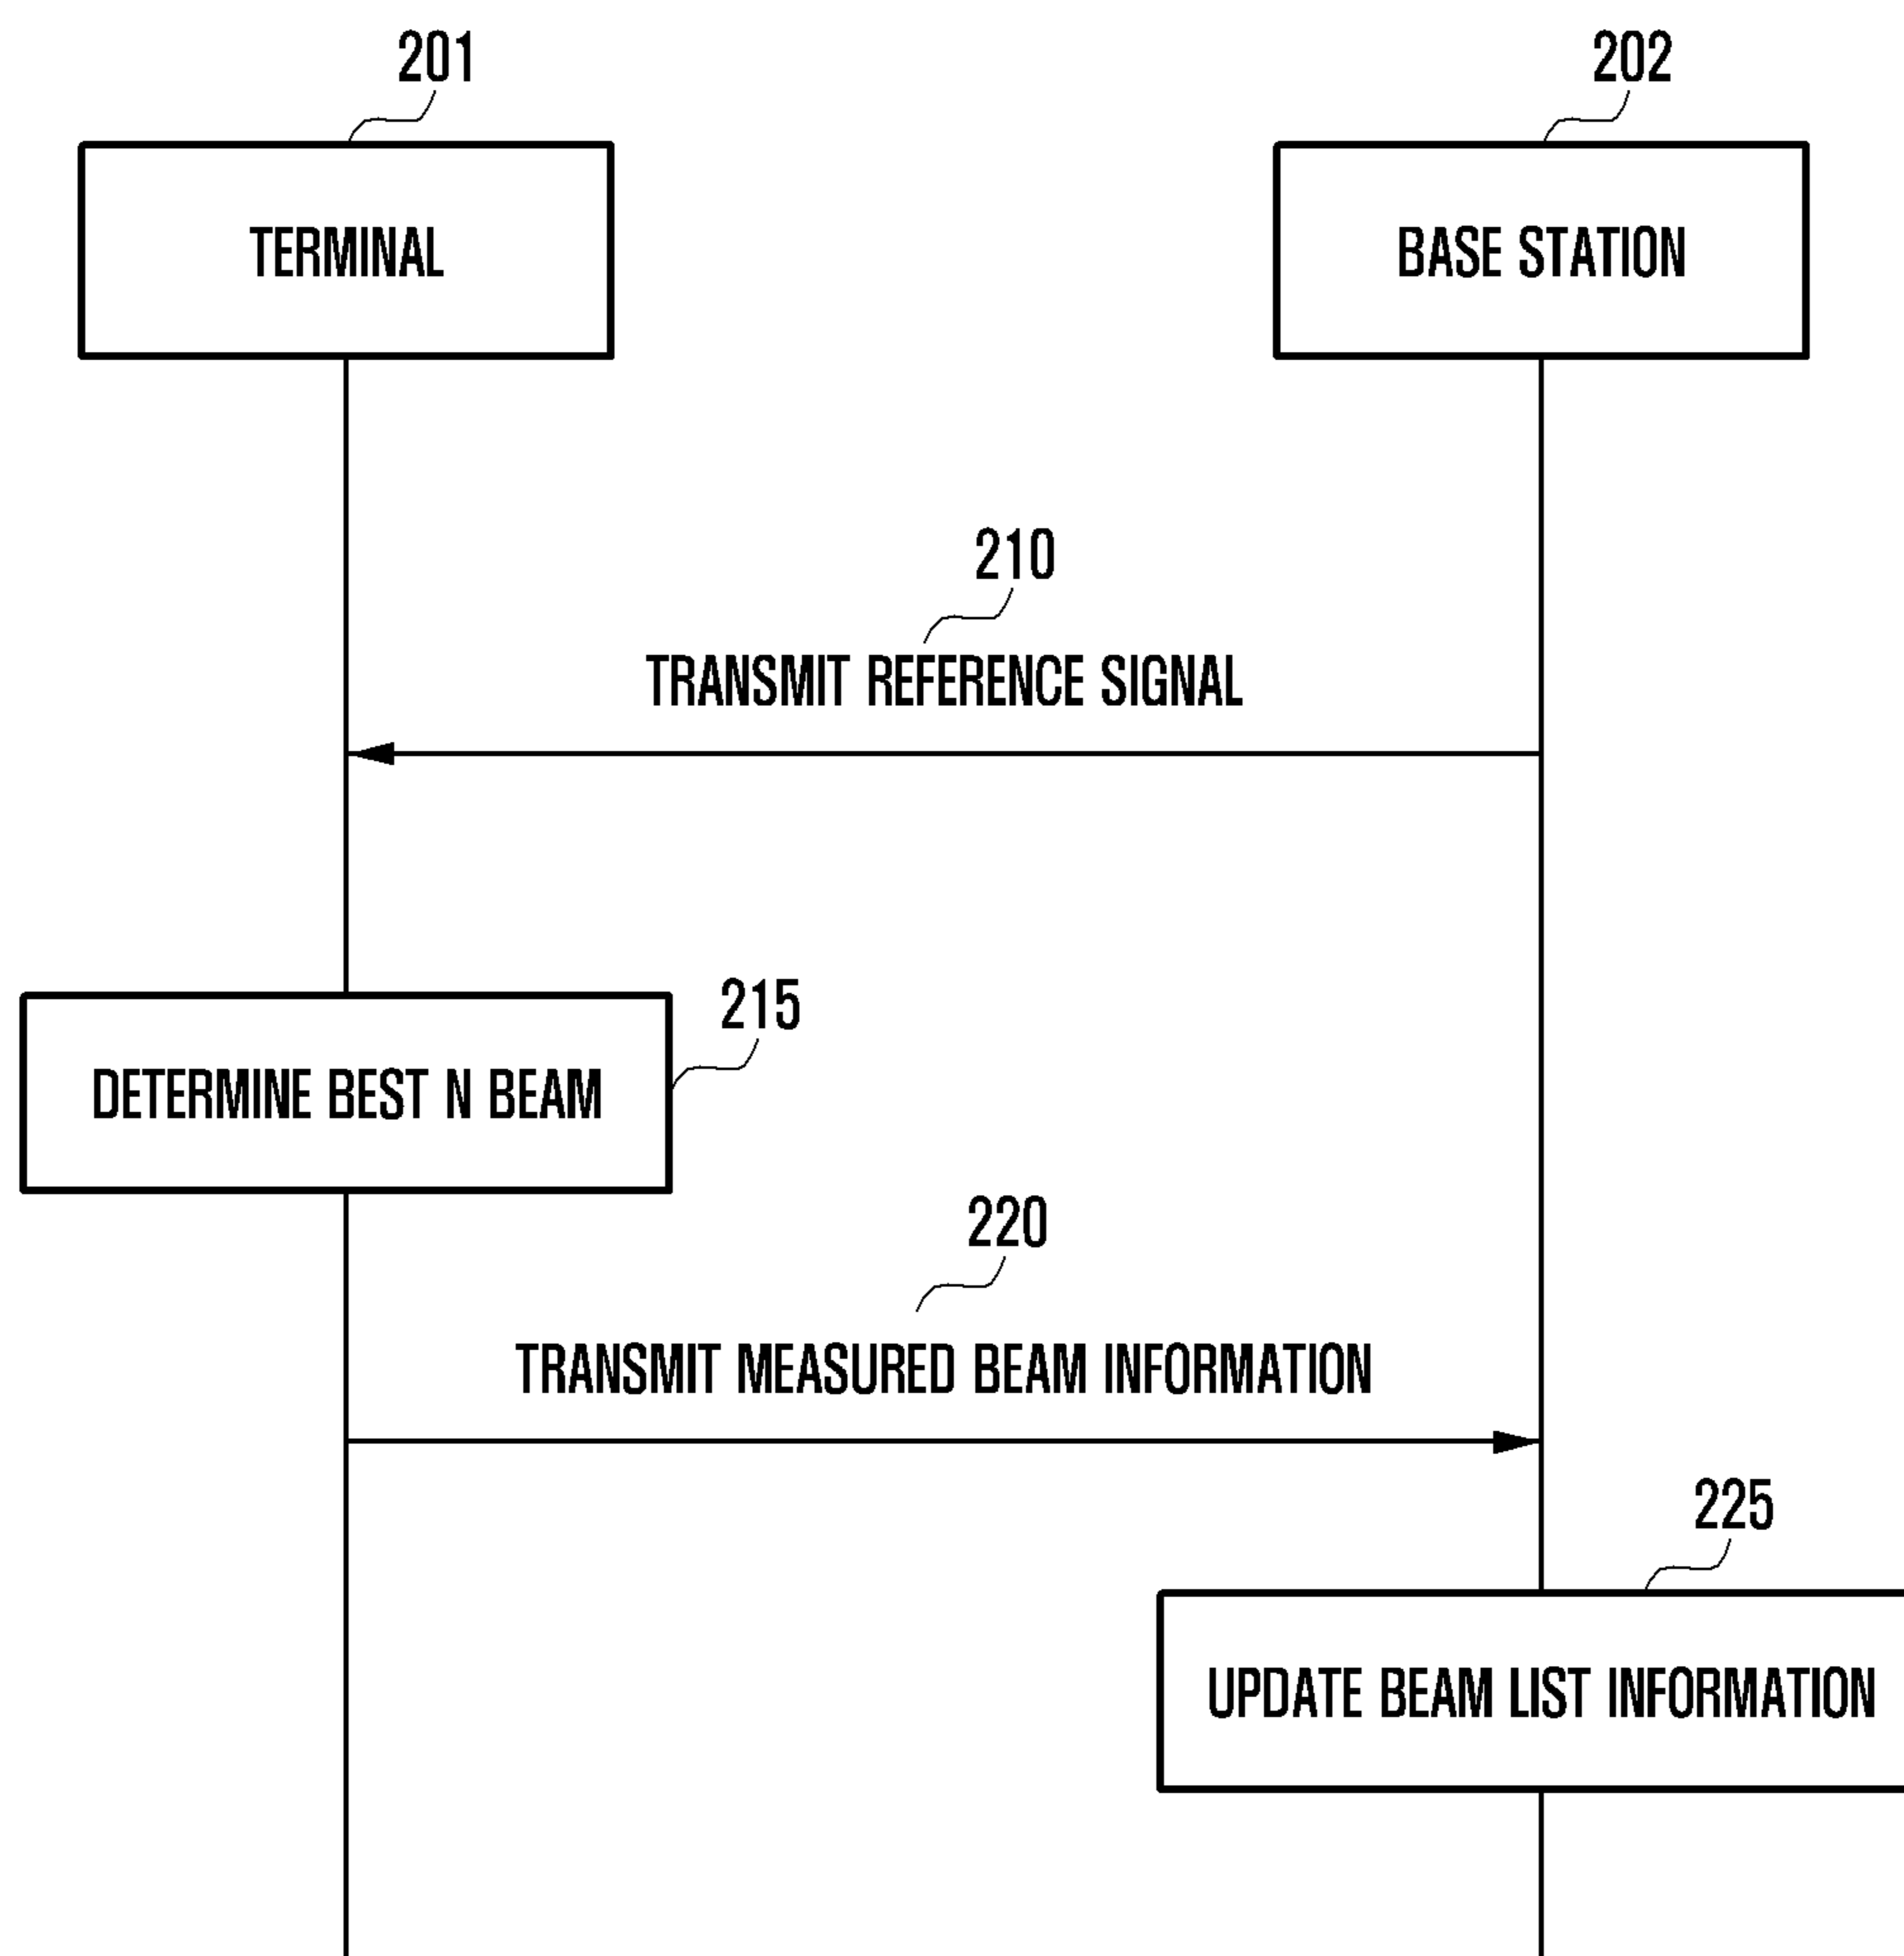 201
202
TERMINAL
BASE STATION
210
TRANSMIT REFERENCE SIGNAL
215
DETERMINE BEST N BEAM
220
TRANSMIT MEASURED BEAM INFORMATION
225
UPDATE BEAM LIST INFORMATION